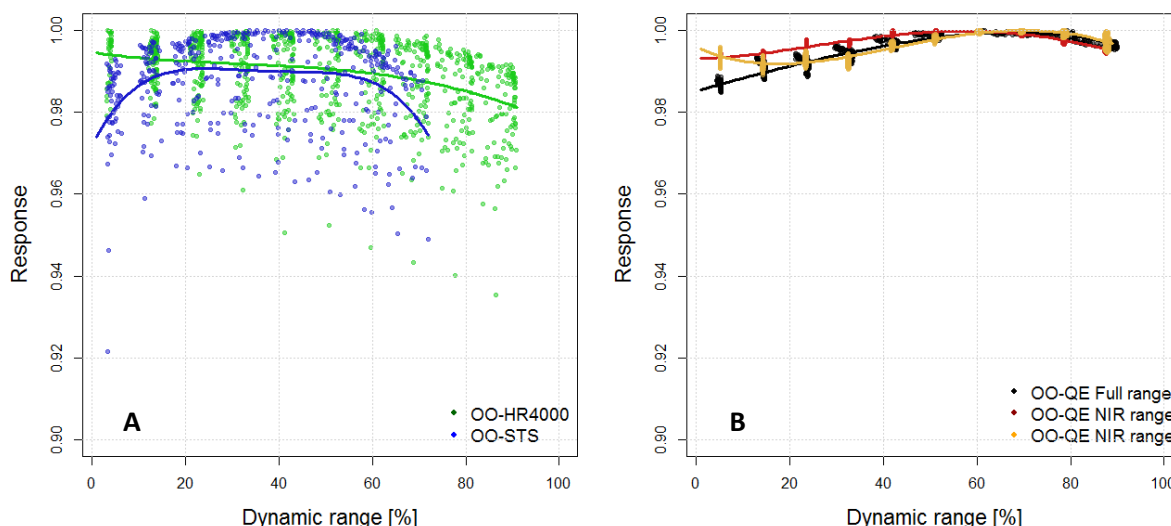 1.00
0.98
0.96
0.94
0.92
0.90
Response
A
OO-HR4000
OO-STS
0 20 40 60 80 100
Dynamic range [%]
1.00
0.98
0.96
0.94
0.92
0.90
Response
B
OO-QE Full range
OO-QE NIR range
OO-QE NIR range
0 20 40 60 80 100
Dynamic range [%]